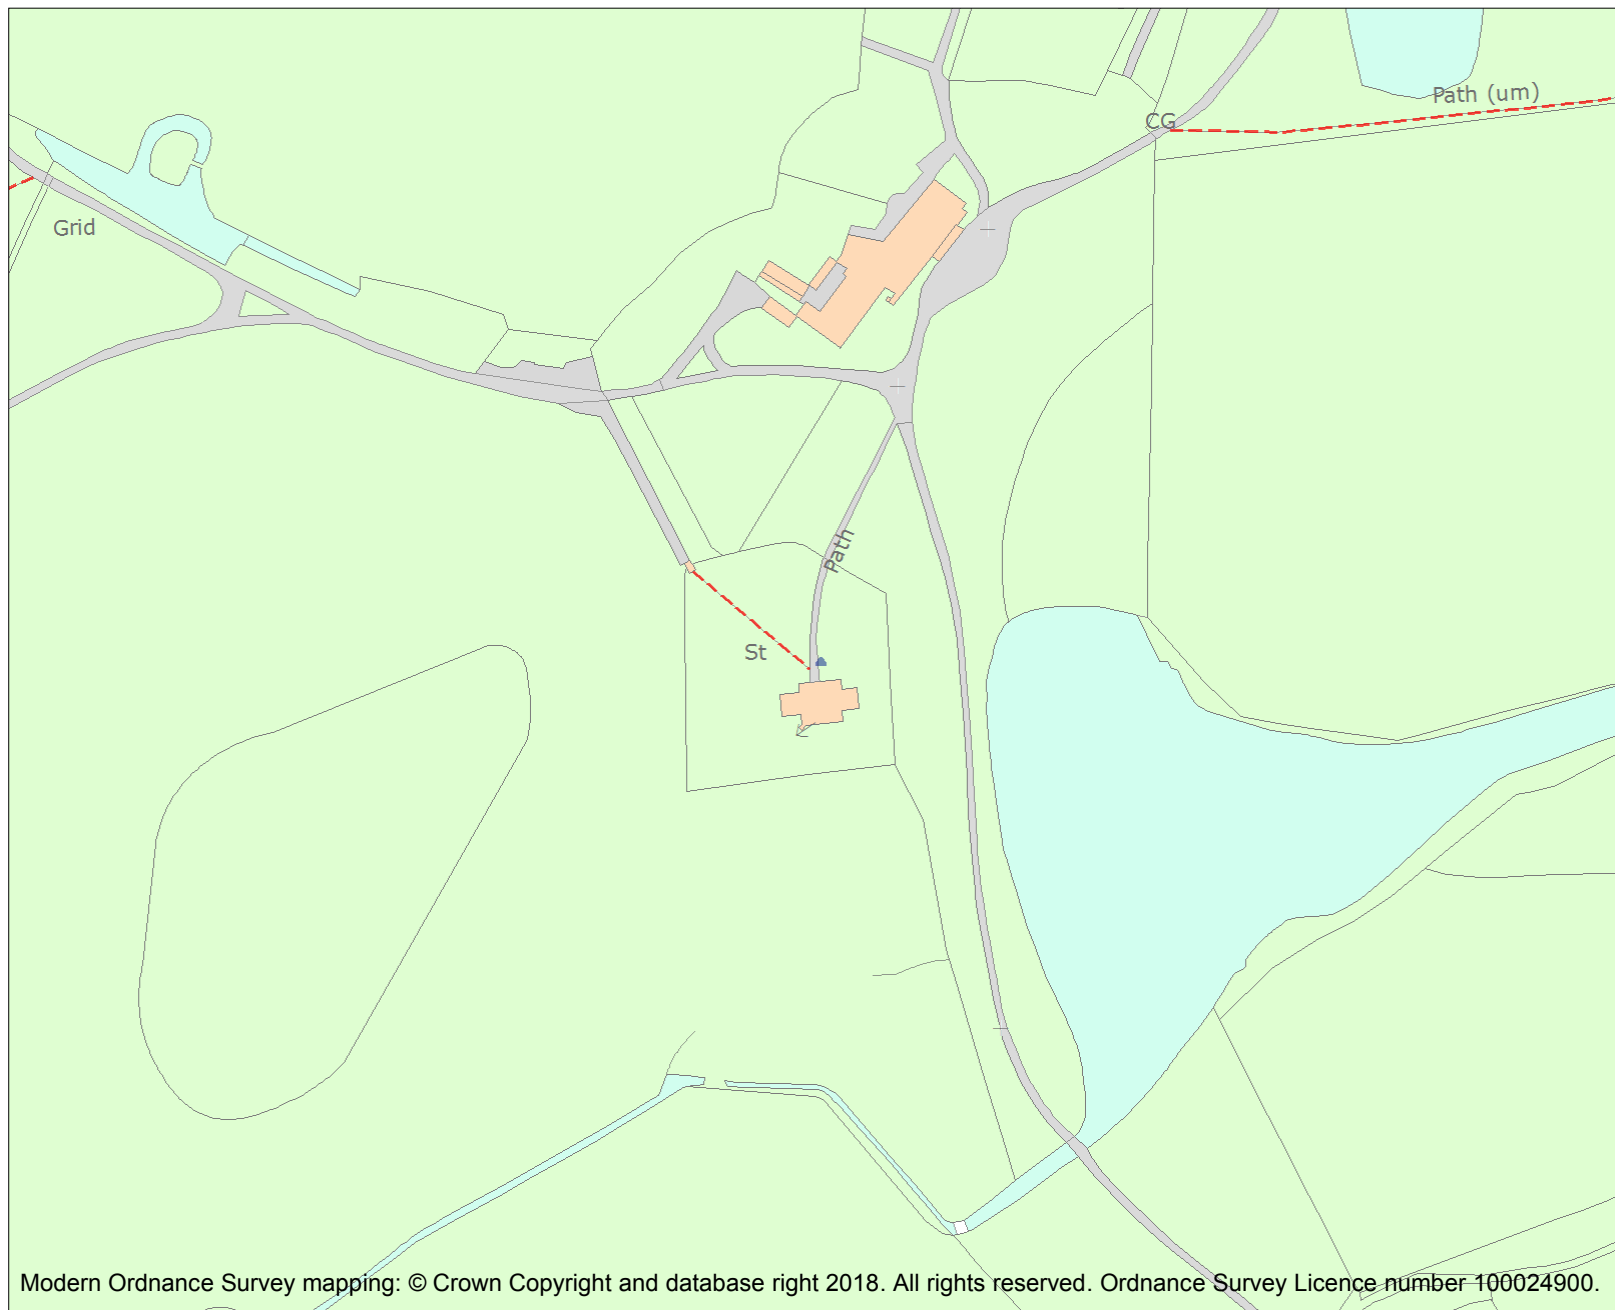 Path (um)
CG
Grid
Path
St
Modern Ordnance Survey mapping: © Crown Copyright and database right 2018. All rights reserved. Ordnance Survey Licence number 100024900.